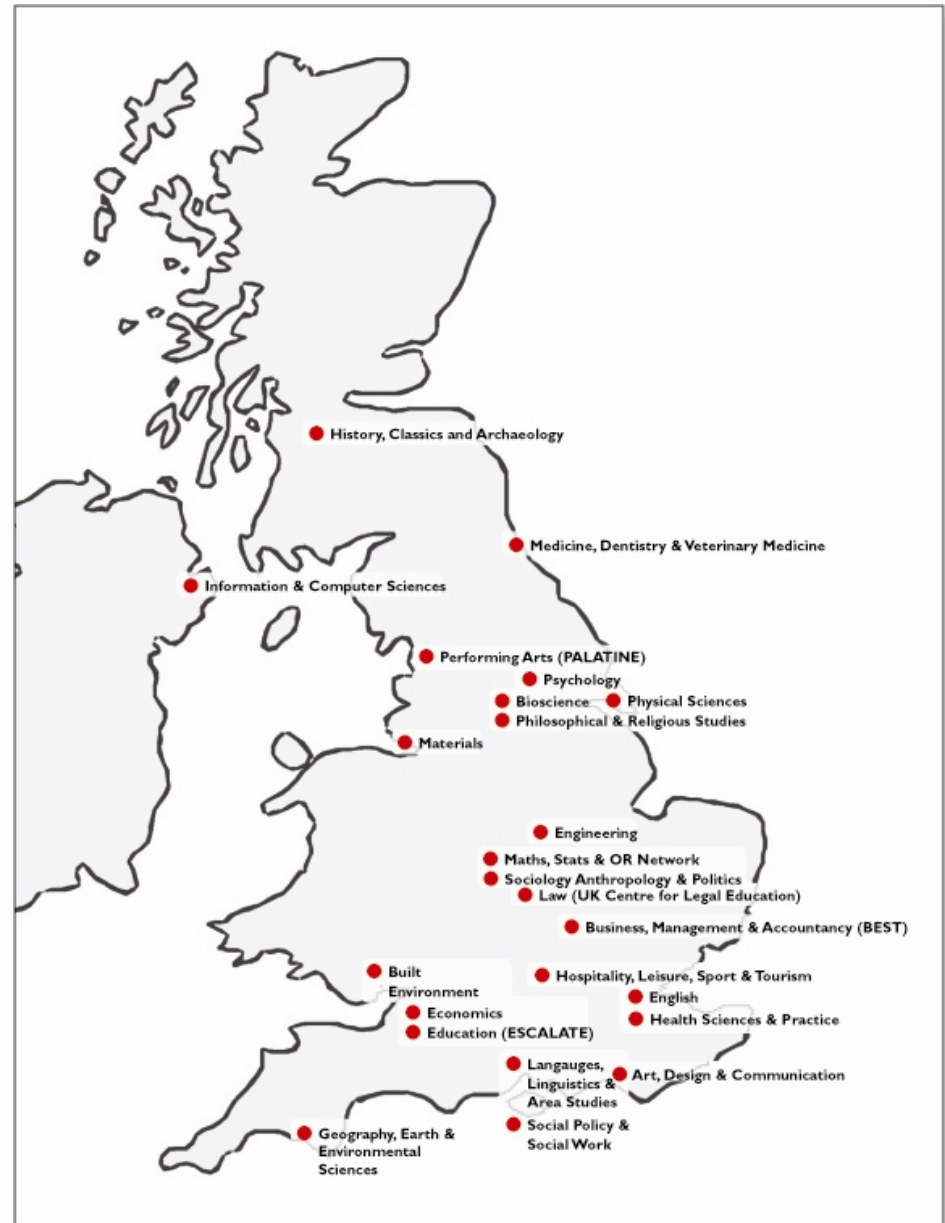 History, Classics and Archaeology
Medicine, Dentistry & Veterinary Medicine
Information & Computer Sciences
Performing Arts (PALATINE)
Psychology
Bioscience
Physical Sciences
Philosophical & Religious Studies
Materials
Engineering
Maths, Stats & OR Network
Sociology Anthropology & Politics
Law (UK Centre for Legal Education)
Business, Management & Accountancy (BEST)
Built
Environment
Hospitality, Leisure, Sport & Tourism
English
Economics
Health Sciences & Practice
Education (ESCALATE)
Langauges,
Linguistics &
Area Studies
Art, Design & Communication
Social Policy &
Social Work
Geography, Earth &
Environmental
Sciences